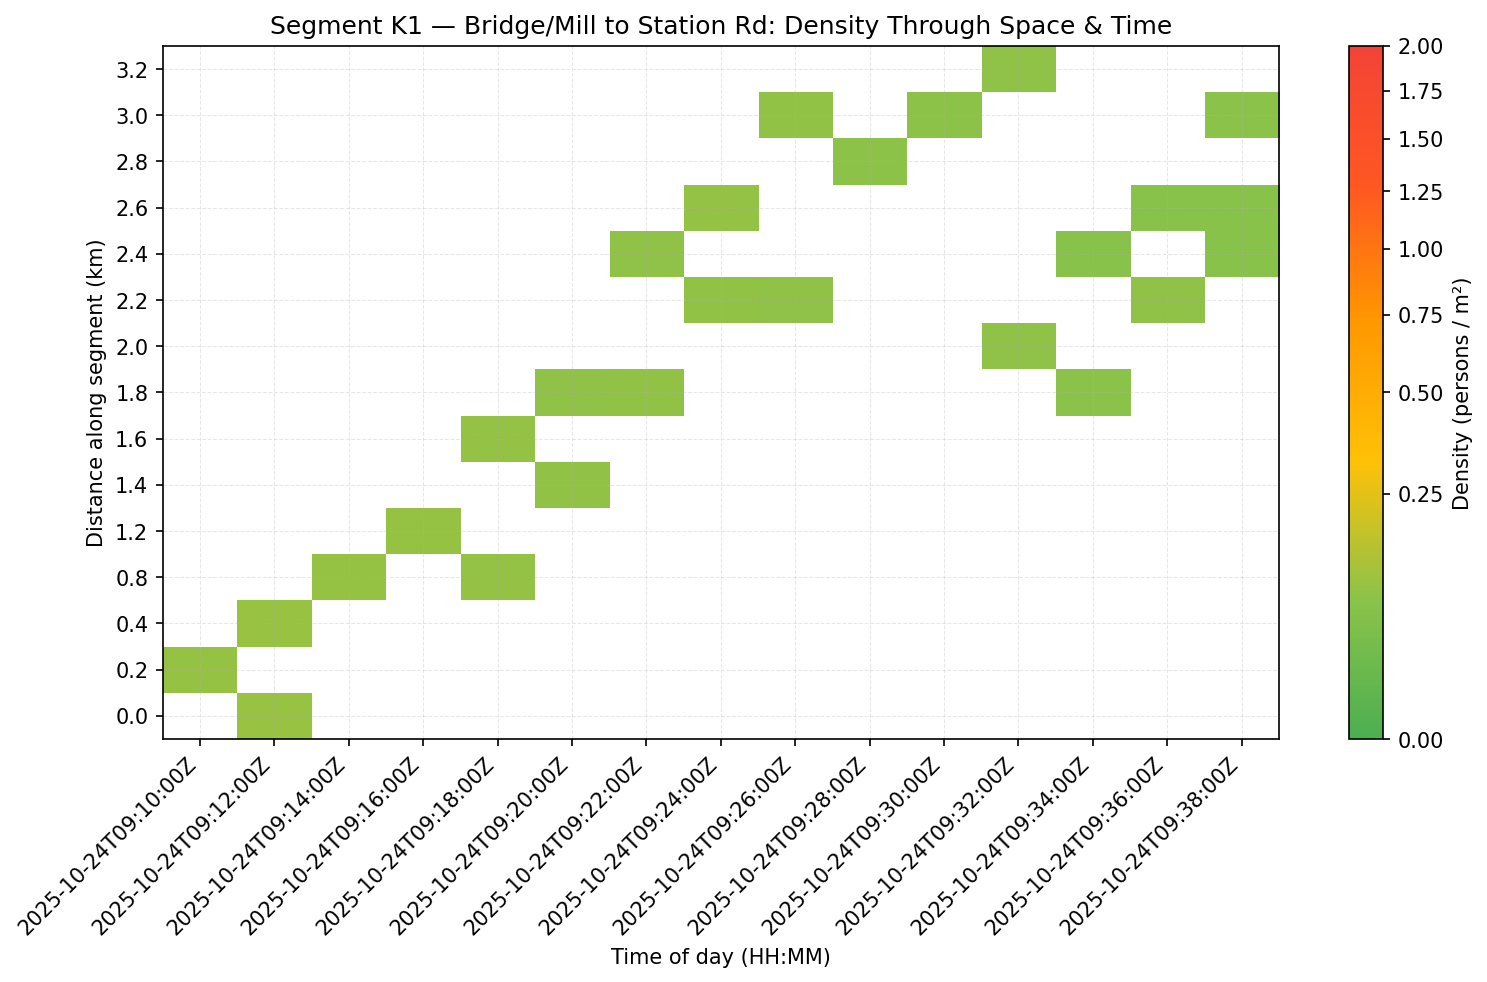 Segment K1 — Bridge/Mill to Station Rd: Density Through Space & Time
Distance along segment (km)
3.2
3.0
2.8
2.6
2.4
2.2
2.0
1.8
1.6
1.4
1.2
0.8
0.4
0.2
0.0
2025-10-24T09:10:00Z
2025-10-24T09:12:00Z
2025-10-24T09:14:00Z
2025-10-24T09:16:00Z
2025-10-24T09:18:00Z
2025-10-24T09:20:00Z
2025-10-24T09:22:00Z
2025-10-24T09:24:00Z
2025-10-24T09:26:00Z
2025-10-24T09:28:00Z
2025-10-24T09:30:00Z
2025-10-24T09:32:00Z
2025-10-24T09:34:00Z
2025-10-24T09:36:00Z
2025-10-24T09:38:00Z
Time of day (HH:MM)
2.00
1.75
1.50
1.25
1.00
0.75
0.50
0.25
0.00
Density (persons / m²)